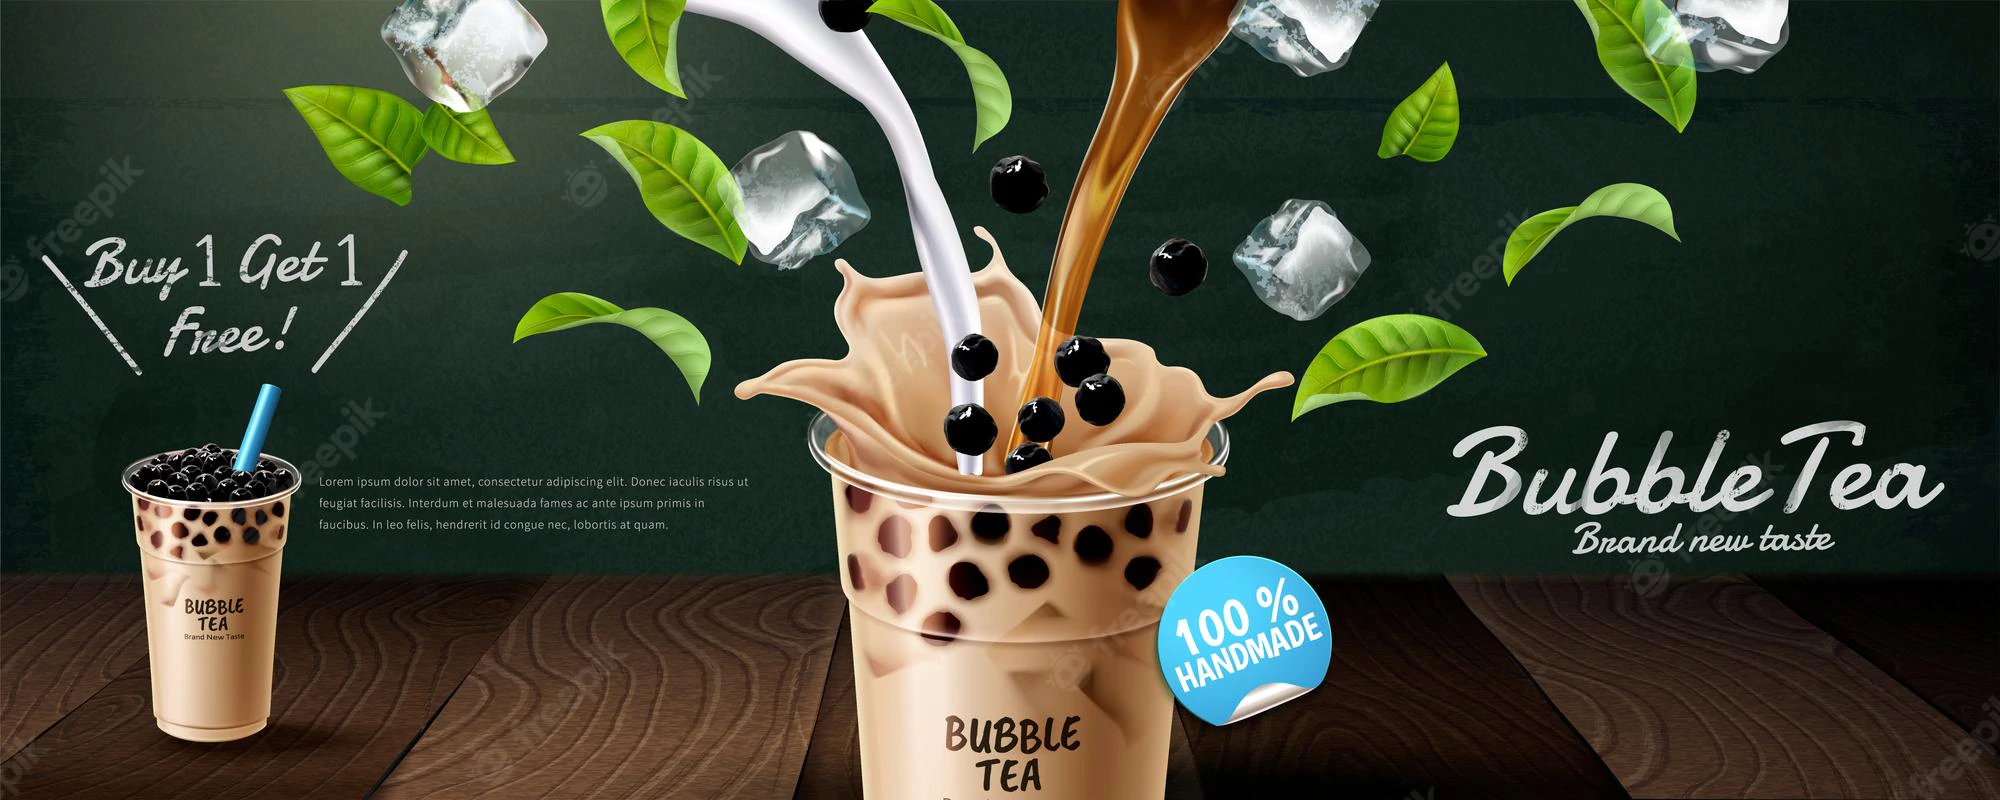 Buy 1 Get 1
Free!
BUBBLE
TEA
Brand New Taste
Lorem ipsum dolor sit amet, consectetur adipiscing elit. Donec iaculis risus ut
feugiat facilisis. Interdum et malesuada fames ac ante ipsum primis in
faucibus. In leo felis, hendrerit id congue nec, lobortis at quam.
BUBBLE
TEA
100 %
HANDMADE
Bubble Tea
Brand new taste
freepik